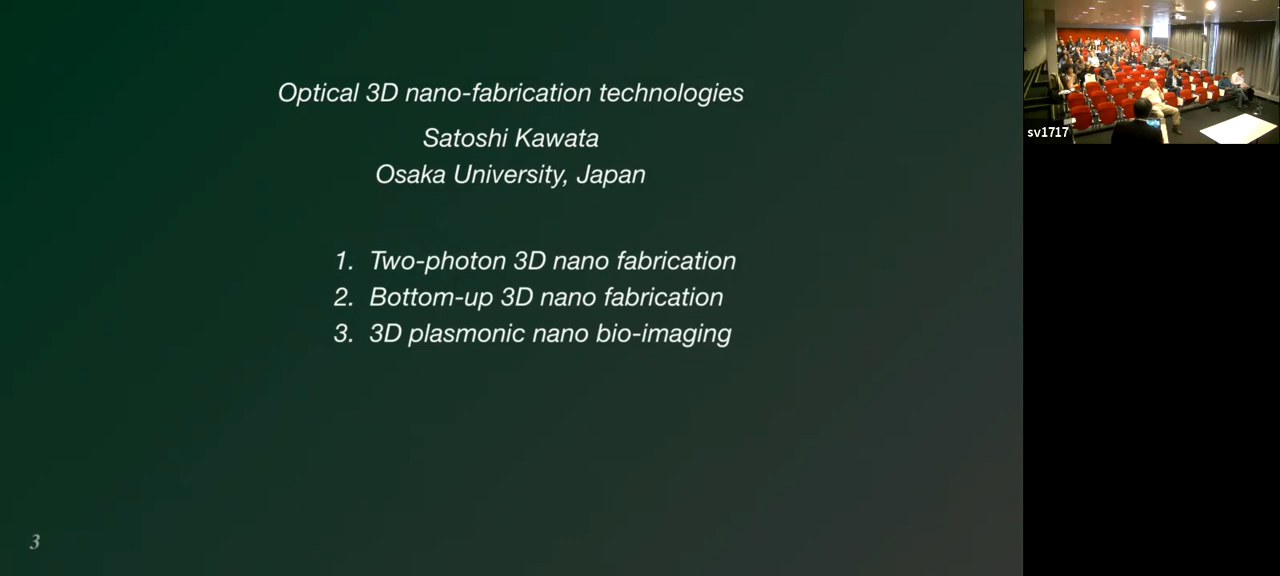 Optical 3D nano-fabrication technologies
Satoshi Kawata
Osaka University, Japan
1. Two-photon 3D nano fabrication
2. Bottom-up 3D nano fabrication
3. 3D plasmonic nano bio-imaging
3
sv1717